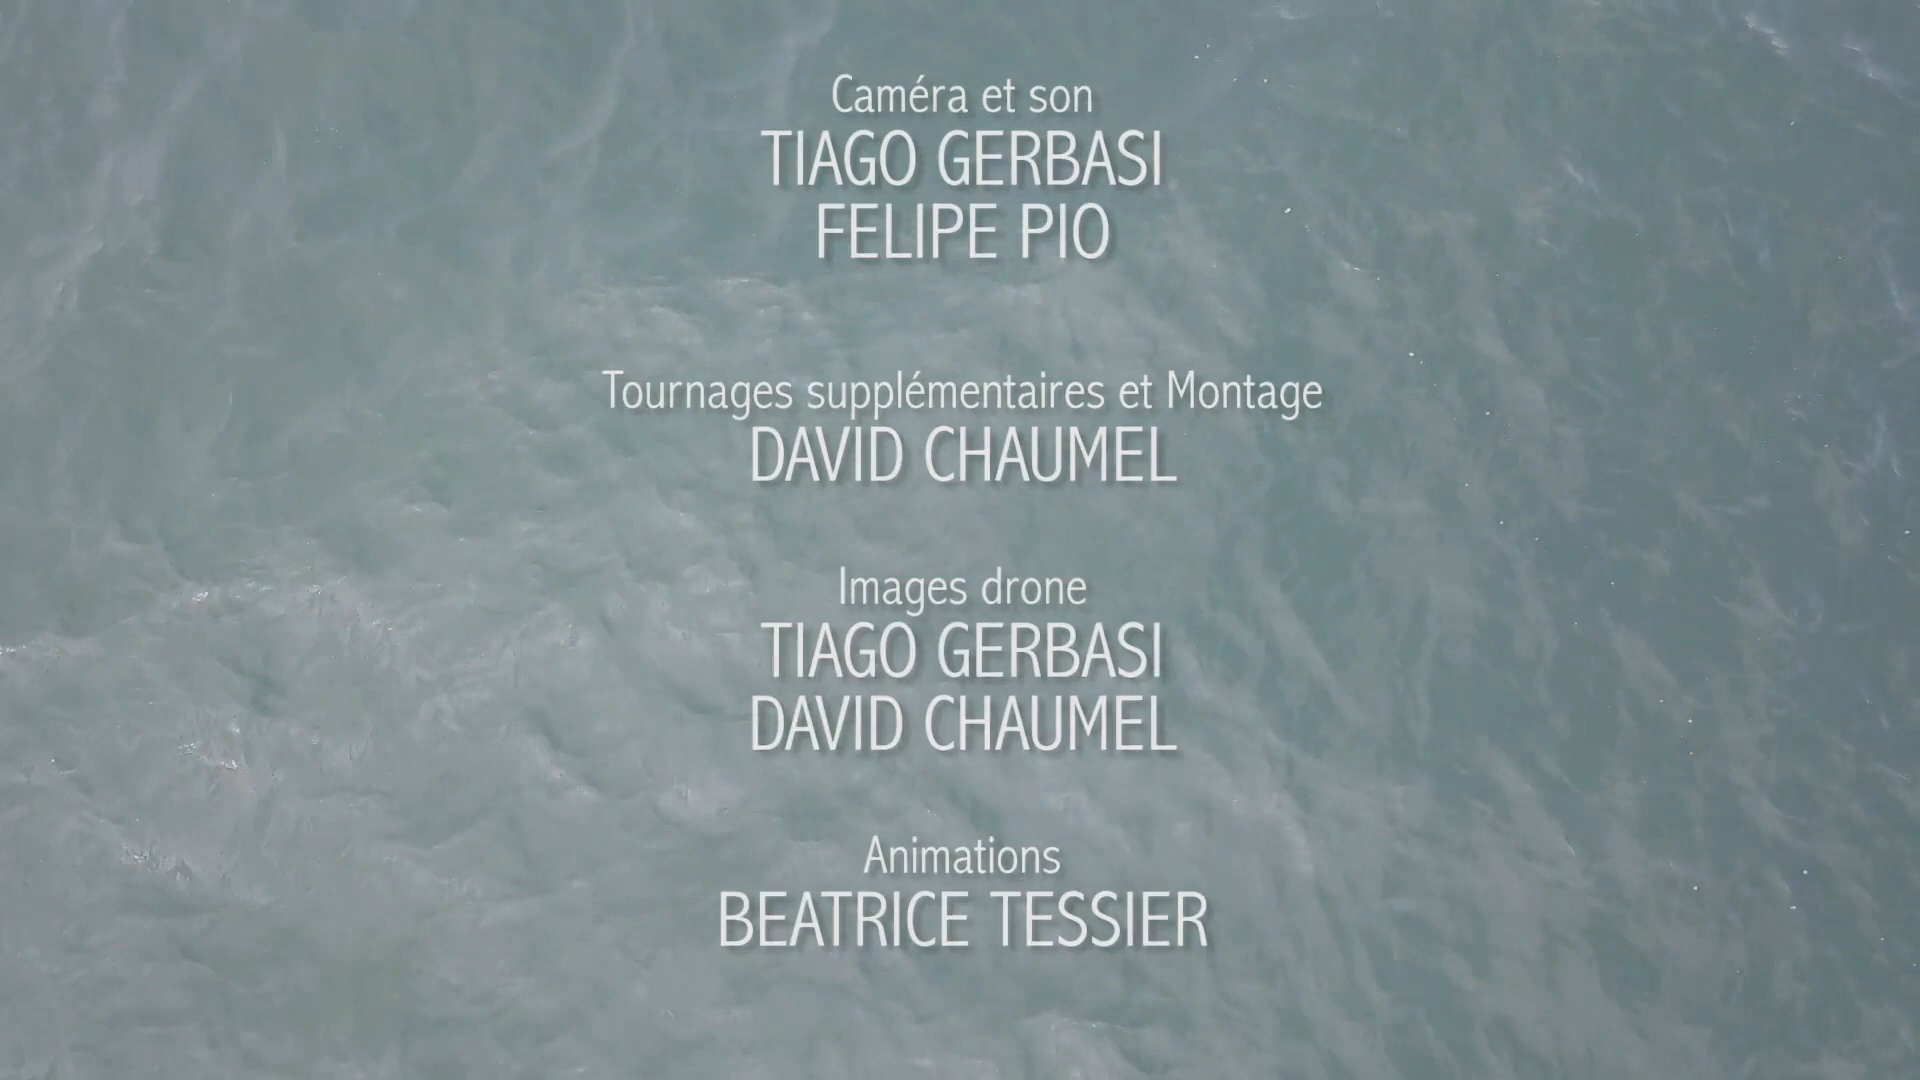 Caméra et son
TIAGO GERBASI
FELIPE PIO
Tournages supplémentaires et Montage
DAVID CHAUMEL
Images drone
TIAGO GERBASI
DAVID CHAUMEL
Animations
BEATRICE TESSIER